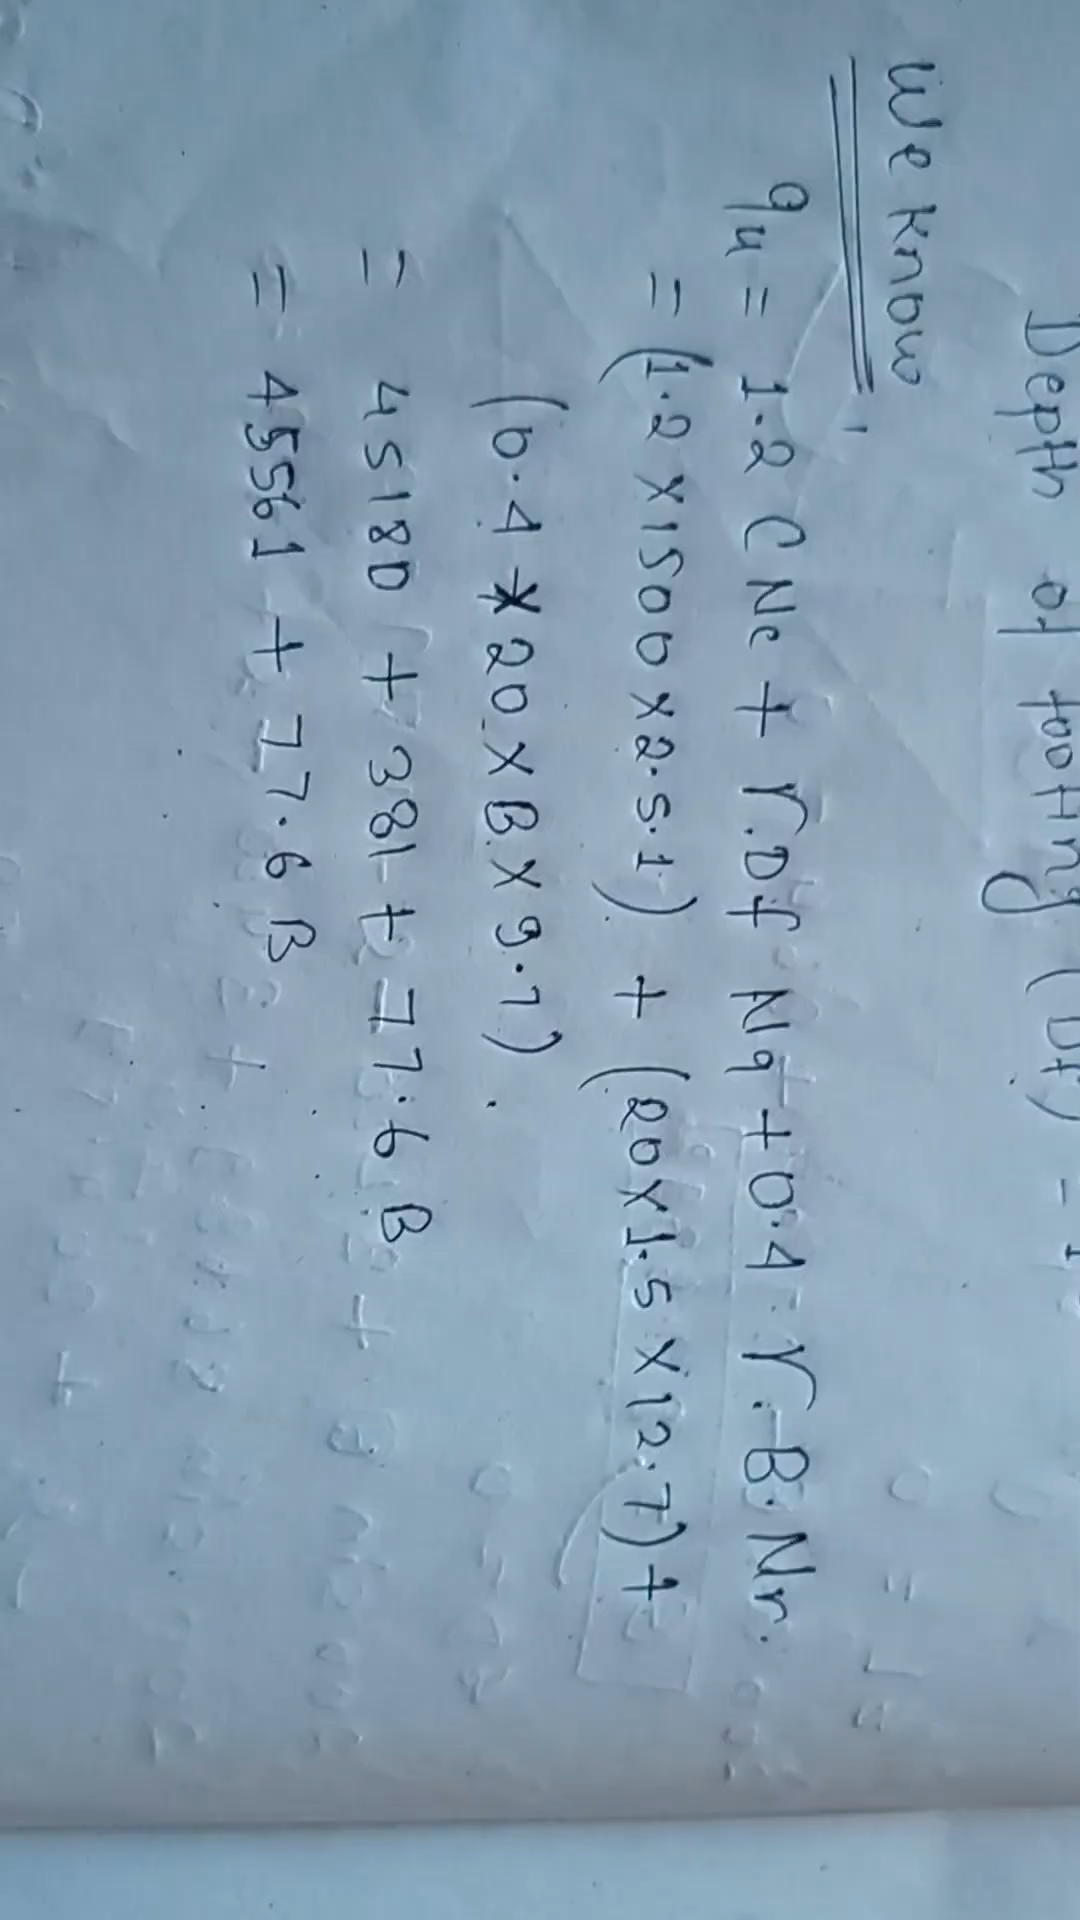 Depth of footing (Df) -
We Know
qu = 1.2 C Nc + γ.Df Nq + 0.4 γ.B.Nr.
= (1.2 × 1500 × 25.1) + (20 × 1.5 × 12.7) +
(0.4 × 20 × B × 9.7)
= 45180 + 381 + 77.6 B
= 45561 + 77.6 B